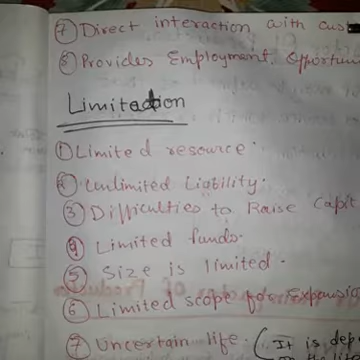 ⑦ Direct interaction with cus
⑧ Provides Employment Opportun
Limitation
① Limited resource.
② Unlimited Liability.
③ Difficulties to Raise Capit
④ Limited funds.
⑤ Size is limited.
⑥ Limited scope for Expansio
⑦ Uncertain life. (It is dep